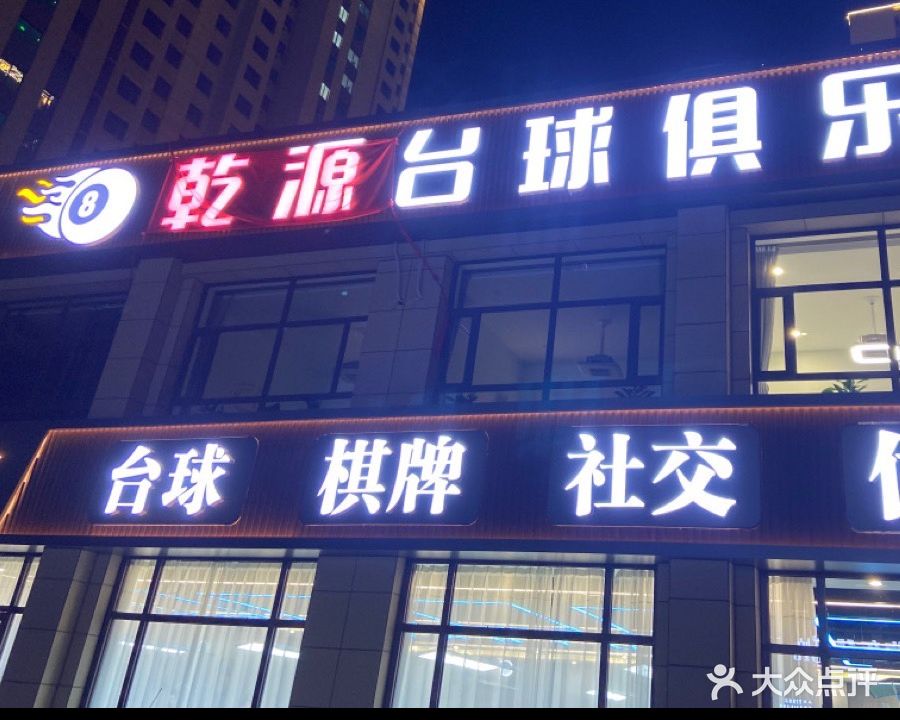 8 乾源台球俱乐
台球 棋牌 社交
大众点评